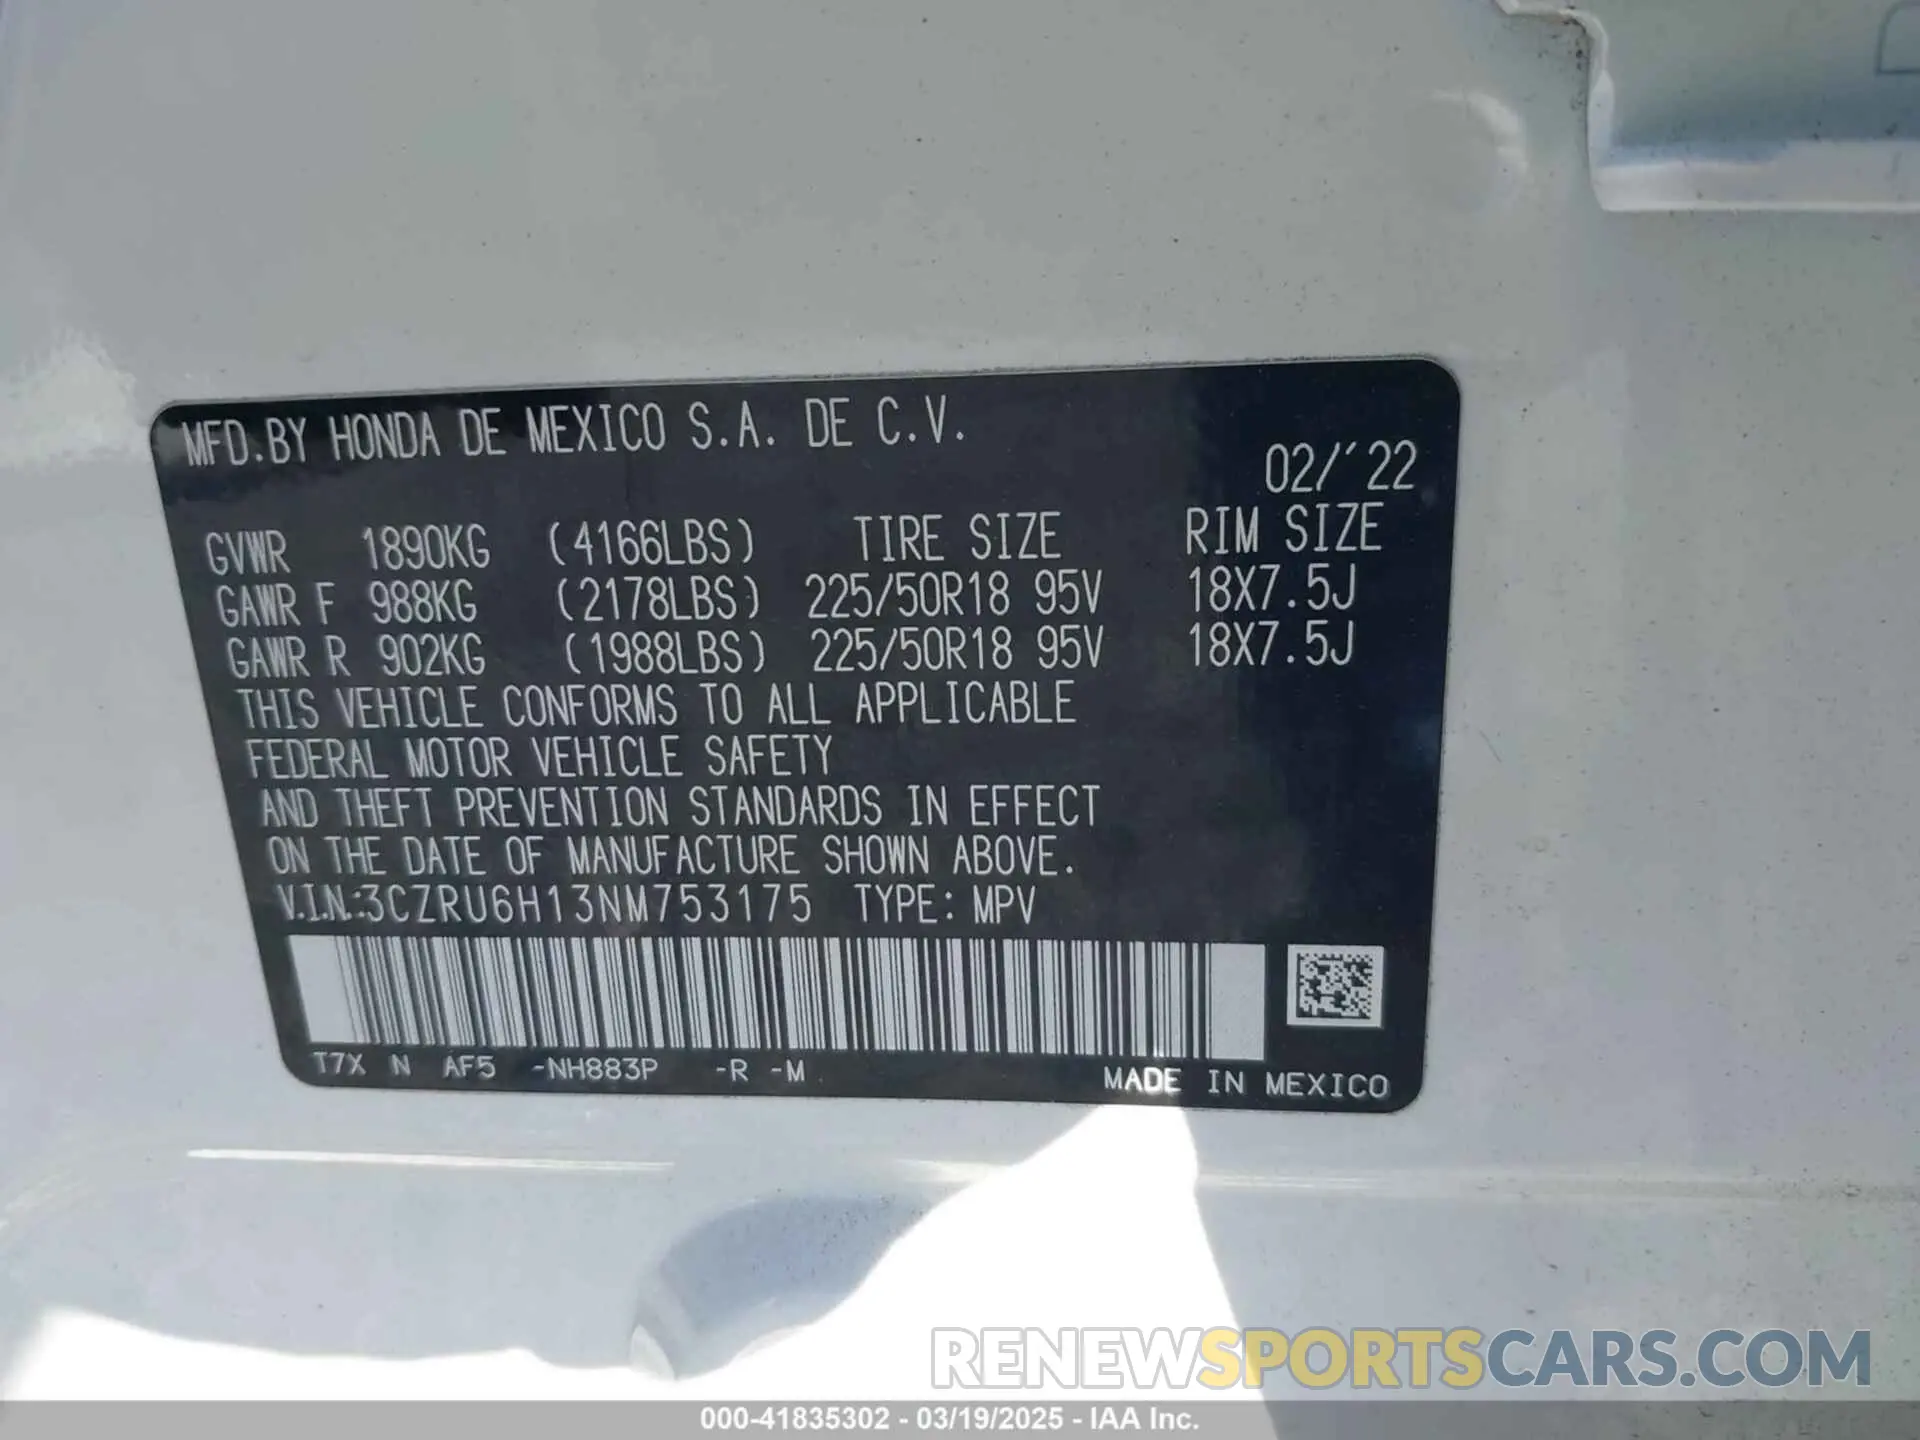 MFD.BY HONDA DE MEXICO S.A. DE C.V.
02/'22
GVWR 1890KG (4166LBS) TIRE SIZE RIM SIZE
GAWR F 988KG (2178LBS) 225/50R18 95V 18X7.5J
GAWR R 902KG (1988LBS) 225/50R18 95V 18X7.5J
THIS VEHICLE CONFORMS TO ALL APPLICABLE
FEDERAL MOTOR VEHICLE SAFETY
AND THEFT PREVENTION STANDARDS IN EFFECT
ON THE DATE OF MANUFACTURE SHOWN ABOVE.
V.I.N.:3CZRU6H13NM753175 TYPE: MPV
T7X N AF5 -NH883P -R -M
MADE IN MEXICO
RENEWSPORTSCARS.COM
000-41835302 - 03/19/2025 - IAA Inc.